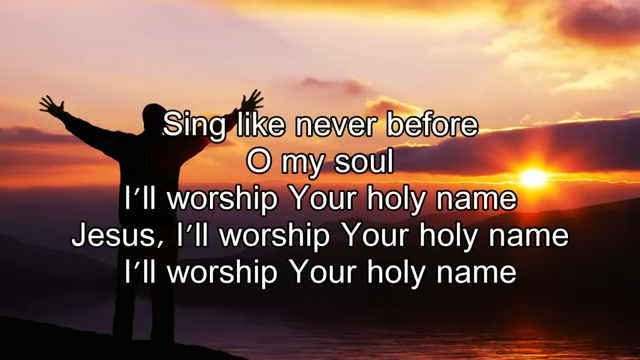 Sing like never before
O my soul
I'll worship Your holy name
Jesus, I'll worship Your holy name
I'll worship Your holy name